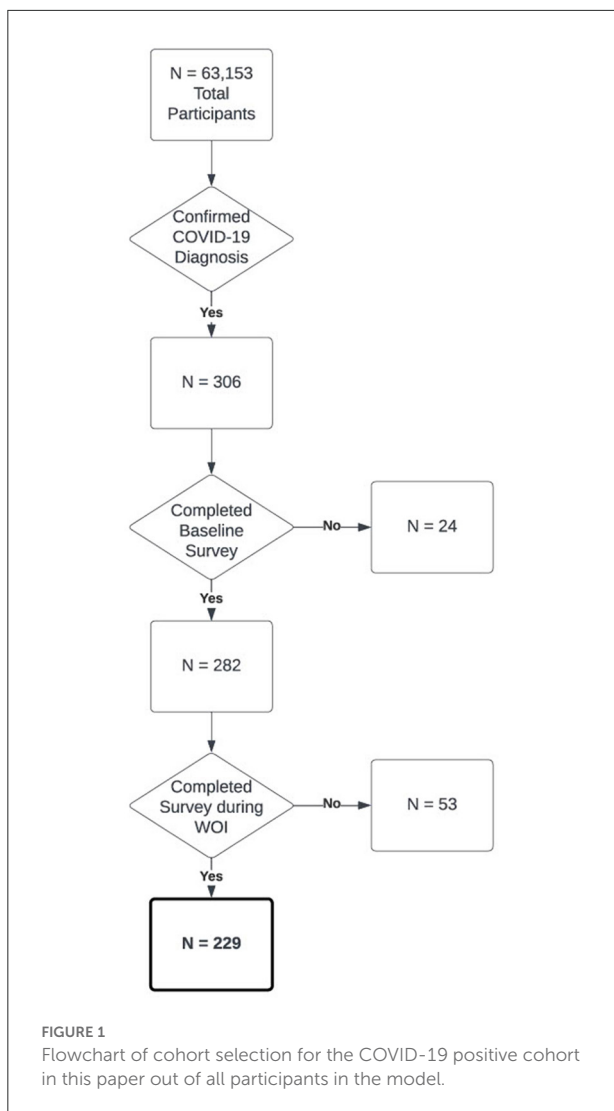 N = 63,153
Total
Participants
Confirmed
COVID-19
Diagnosis
Yes
N = 306
Completed
Baseline
Survey
No
N = 24
Yes
N = 282
Completed
Survey during
WOI
No
N = 53
Yes
N = 229
FIGURE 1
Flowchart of cohort selection for the COVID-19 positive cohort
in this paper out of all participants in the model.